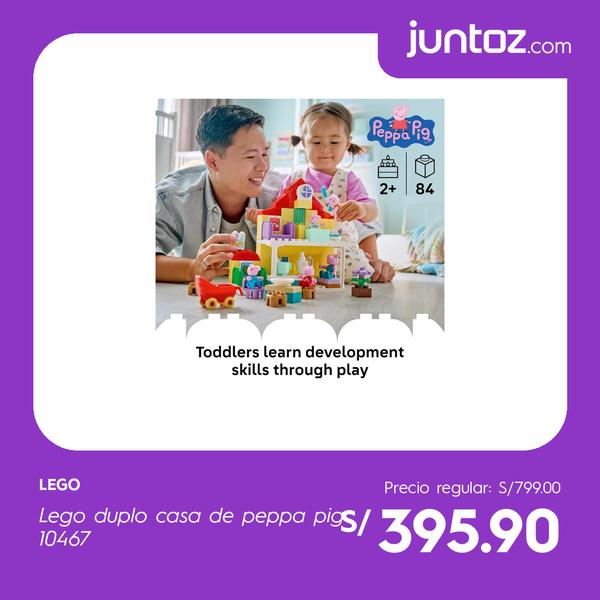 juntoz.com
Peppa Pig
2+
84
Toddlers learn development
skills through play
LEGO
Precio regular: S/799.00
Lego duplo casa de peppa pig
10467
S/ 395.90